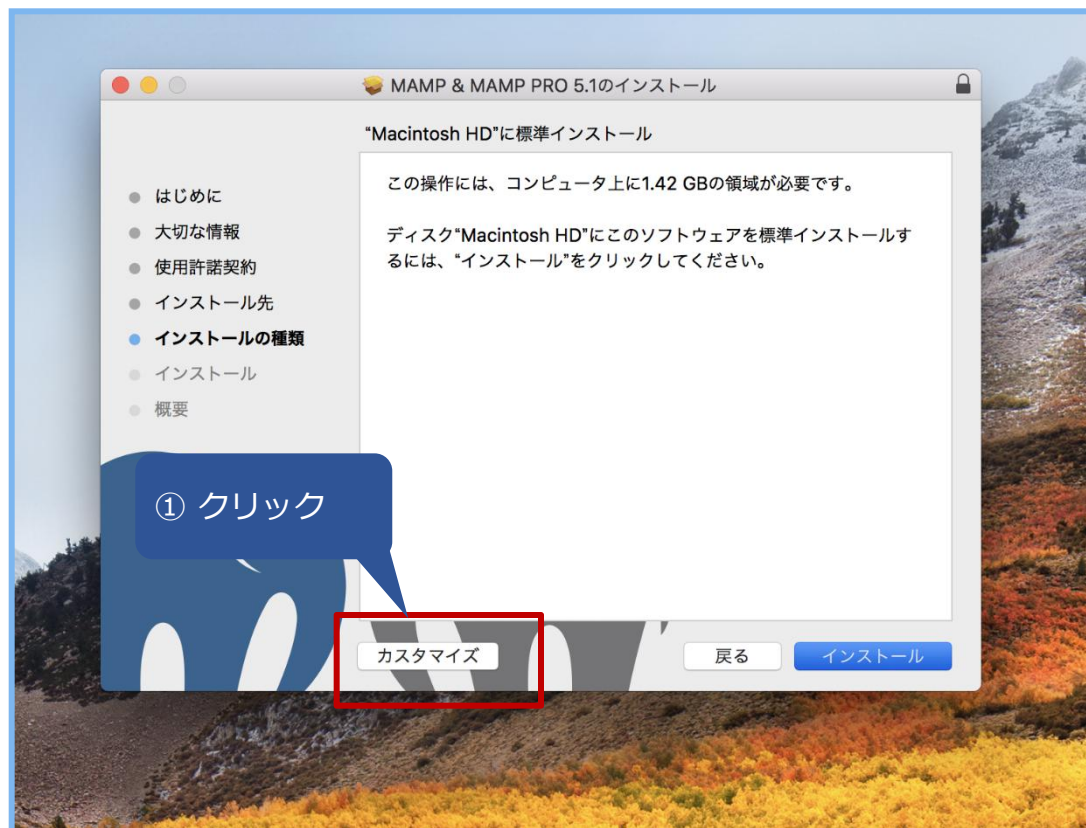 MAMP & MAMP PRO 5.1のインストール
“Macintosh HD”に標準インストール
はじめに
大切な情報
使用許諾契約
インストール先
インストールの種類
インストール
概要
この操作には、コンピュータ上に1.42 GBの領域が必要です。
ディスク“Macintosh HD”にこのソフトウェアを標準インストールす
るには、“インストール”をクリックしてください。
① クリック
カスタマイズ
戻る
インストール